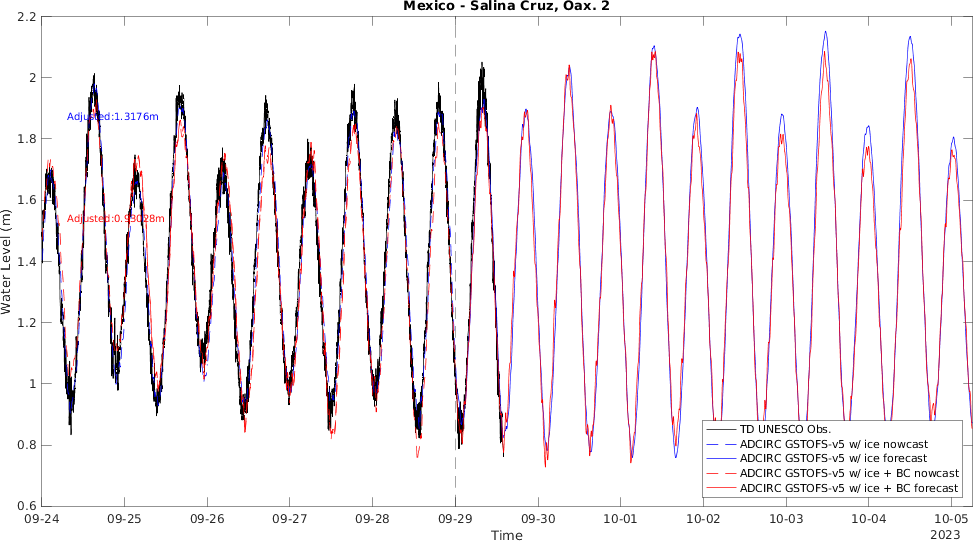 Mexico - Salina Cruz, Oax. 2
2.2
2
1.8
1.6
1.4
1.2
1
0.8
0.6
Water Level (m)
Adjusted:1.3176m
Adjusted:0.93028m
TD UNESCO Obs.
ADCIRC GSTOFS-v5 w/ ice nowcast
ADCIRC GSTOFS-v5 w/ ice forecast
ADCIRC GSTOFS-v5 w/ ice + BC nowcast
ADCIRC GSTOFS-v5 w/ ice + BC forecast
09-24 09-25 09-26 09-27 09-28 09-29 09-30 10-01 10-02 10-03 10-04 10-05
Time
2023